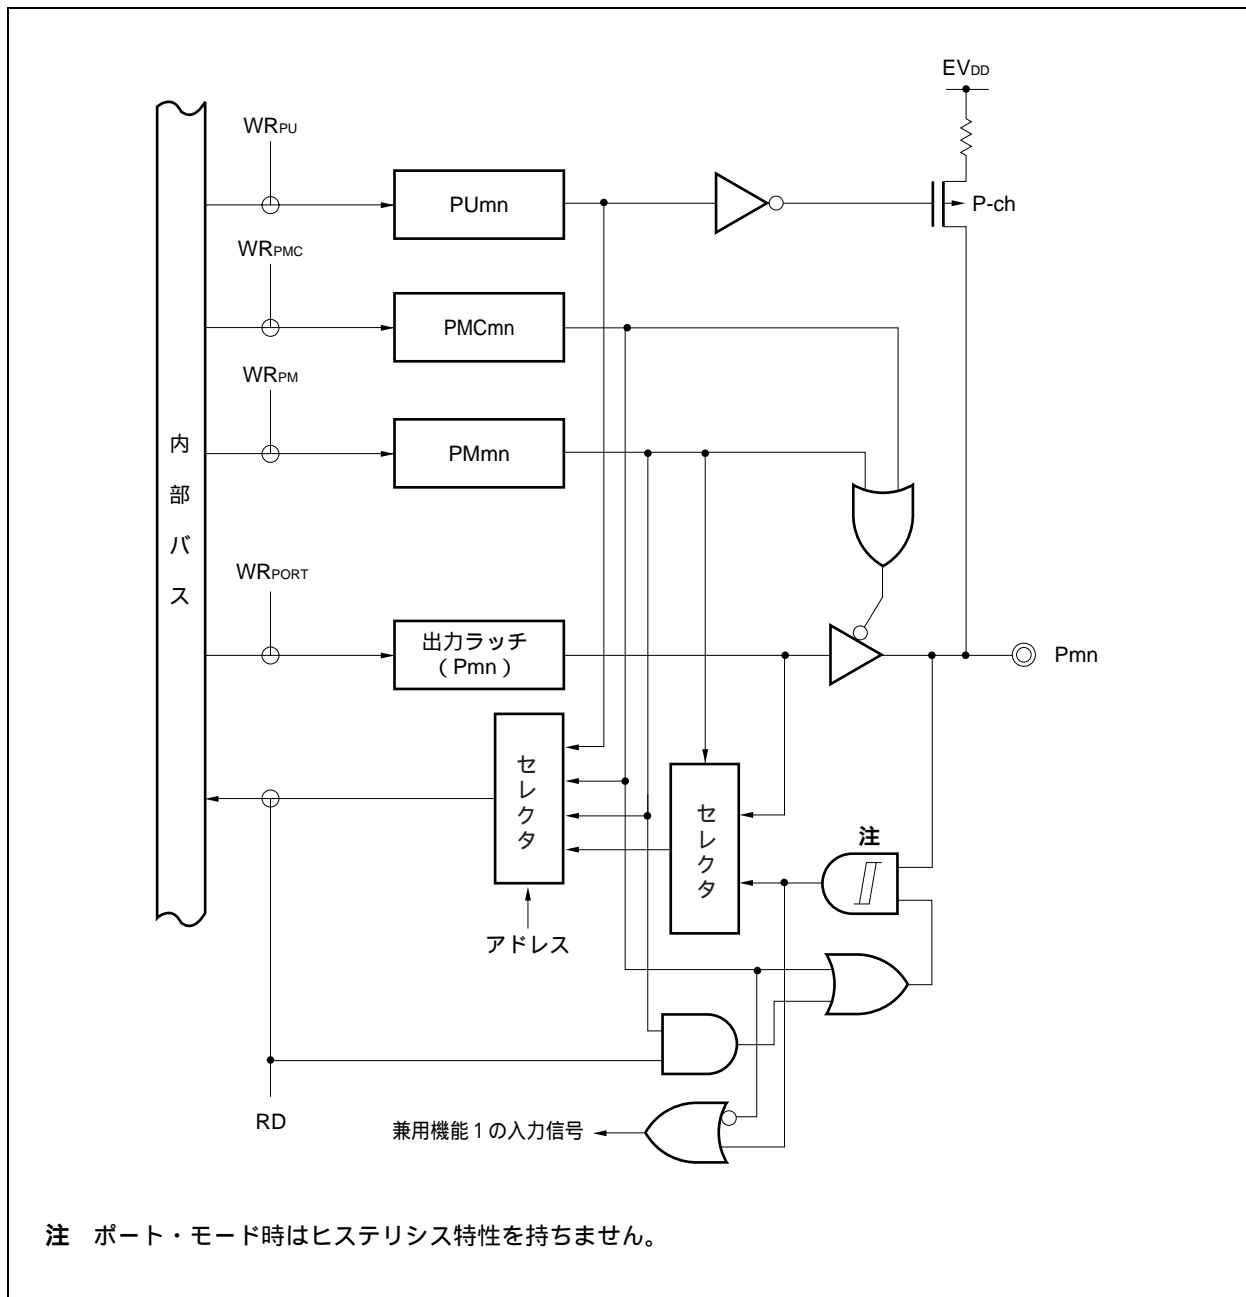 EVDD
WRPU
PUmn
P-ch
WRPMC
PMCmn
WRPM
PMmn
内部バス
WRPORT
出力ラッチ
（Pmn）
Pmn
セレクタ
セレクタ
注
アドレス
RD
兼用機能1の入力信号
注 ポート・モード時はヒステリシス特性を持ちません。